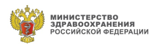 МИНИСТЕРСТВО
ЗДРАВООХРАНЕНИЯ
РОССИЙСКОЙ ФЕДЕРАЦИИ